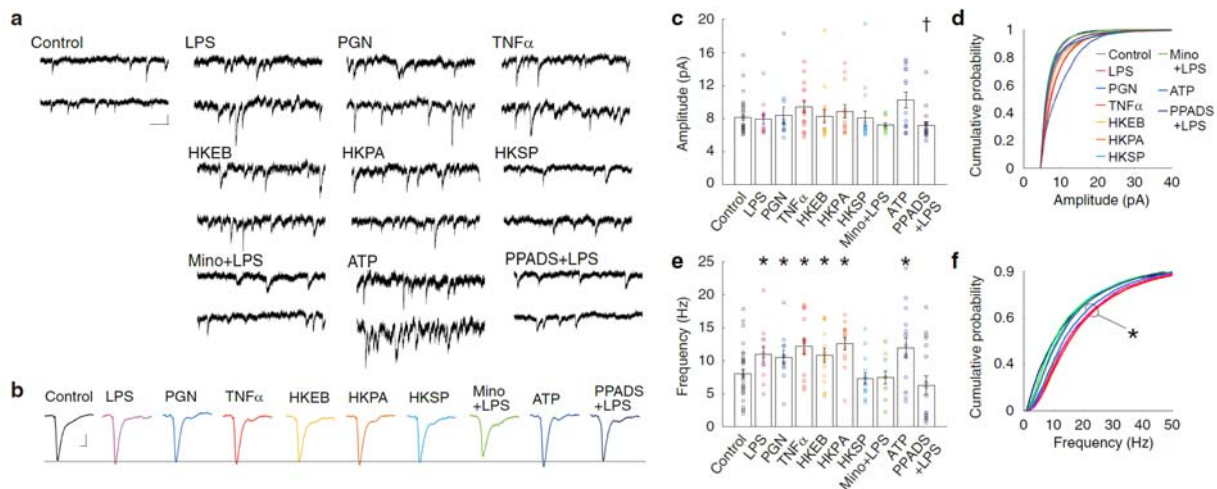 a
Control
LPS
PGN
TNFα
HKEB
HKPA
HKSP
Mino+LPS
ATP
PPADS+LPS
b
Control
LPS
PGN
TNFα
HKEB
HKPA
HKSP
Mino
+LPS
ATP
PPADS
+LPS
c
Amplitude (pA)
20
16
12
8
4
0
†
Control
LPS
PGN
TNFα
HKEB
HKPA
HKSP
Mino+LPS
ATP
PPADS
+LPS
d
Cumulative probability
1
0.8
0.6
0.4
0.2
0
Control
LPS
PGN
TNFα
HKEB
HKPA
HKSP
Mino
+LPS
ATP
PPADS
+LPS
0 10 20 30 40
Amplitude (pA)
e
Frequency (Hz)
25
20
15
10
5
0
* * * * * *
Control
LPS
PGN
TNFα
HKEB
HKPA
HKSP
Mino+LPS
ATP
PPADS
+LPS
f
Cumulative probability
0.9
0.6
0.4
0
*
0 10 20 30 40 50
Frequency (Hz)